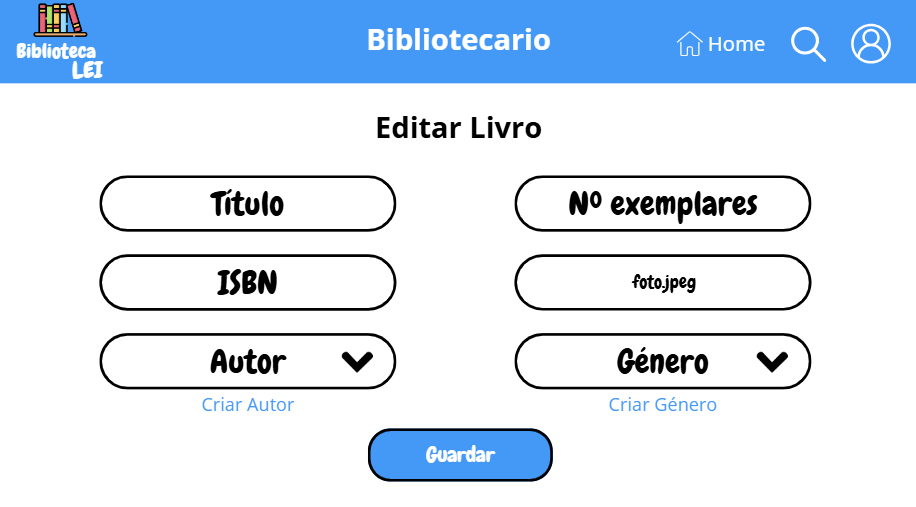 Biblioteca
LEI
Bibliotecario
Home
Editar Livro
Título
Nº exemplares
ISBN
foto.jpeg
Autor
Género
Criar Autor
Criar Género
Guardar